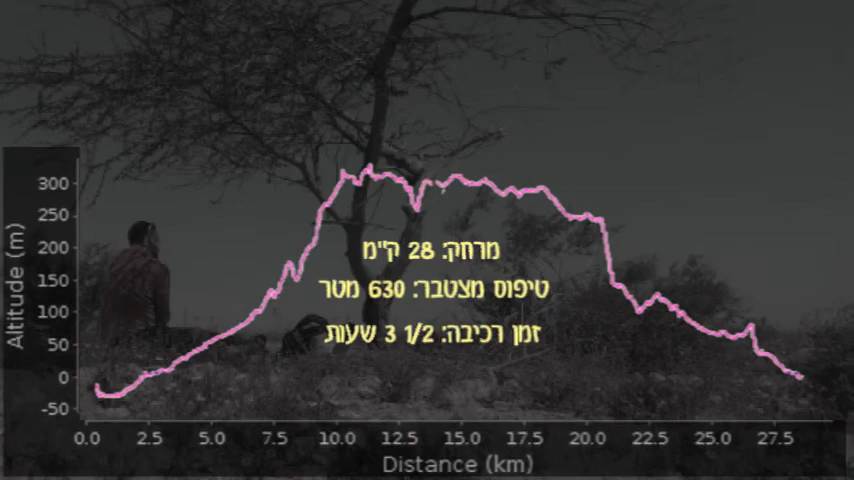 Altitude (m)
300
250
200
150
100
50
0
-50
מרחק: 28 ק"מ
טיפוס מצטבר: 630 מטר
זמן רכיבה: 3 1/2 שעות
0.0 2.5 5.0 7.5 10.0 12.5 15.0 17.5 20.0 22.5 25.0 27.5
Distance (km)